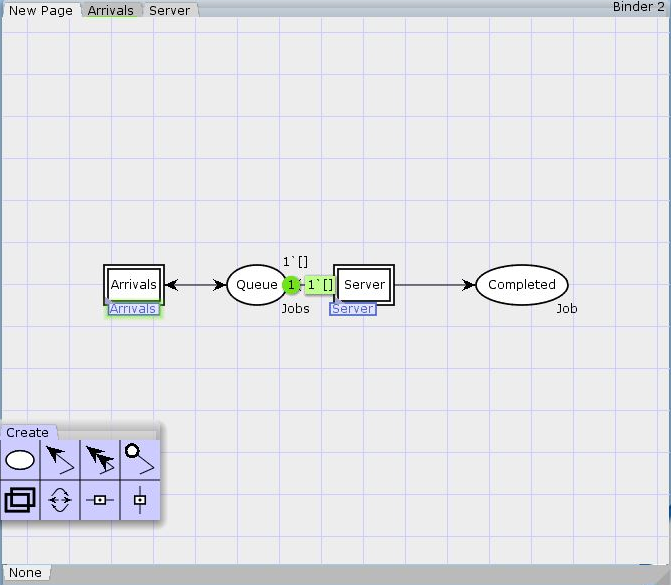 New Page Arrivals Server Binder 2
1`[]
Arrivals Queue 1 1`[] Server Completed
Arrivals Jobs Server Job
Create
None